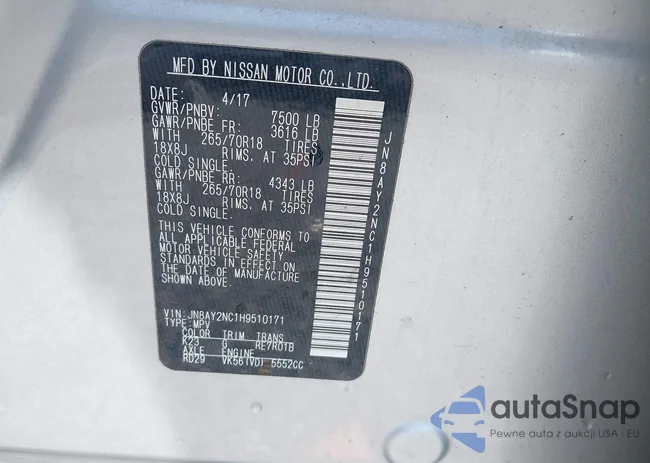 MFD BY NISSAN MOTOR CO.,LTD.
DATE: 4/17
GVWR/PNBV: 7500 LB
GAWR/PNBE FR: 3616 LB
WITH 265/70R18 TIRES
18X8J RIMS. AT 35PSI
COLD SINGLE.
GAWR/PNBE RR: 4343 LB
WITH 265/70R18 TIRES
18X8J RIMS. AT 35PSI
COLD SINGLE.
THIS VEHICLE CONFORMS TO
ALL APPLICABLE FEDERAL
MOTOR VEHICLE SAFETY
STANDARDS IN EFFECT ON
THE DATE OF MANUFACTURE
SHOWN ABOVE.
VIN: JN8AY2NC1H9510171
TYPE: MPV
COLOR TRIM TRANS
K23 G RE7R01B
AXLE ENGINE
RD29 VK56(VD) 5552CC
JN8AY2NC1H9510171
autaSnap
Pewne auta z aukcji USA i EU